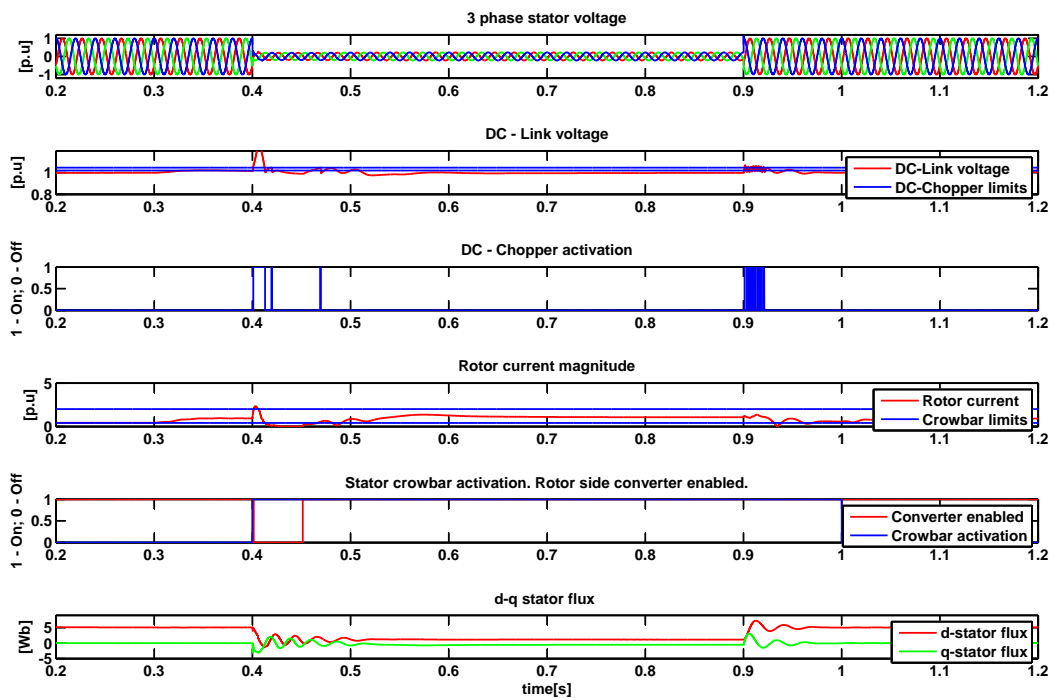 3 phase stator voltage
[p.u]
1
0
-1
0.2 0.3 0.4 0.5 0.6 0.7 0.8 0.9 1 1.1 1.2
DC - Link voltage
[p.u]
1
0.8
DC-Link voltage
DC-Chopper limits
0.2 0.3 0.4 0.5 0.6 0.7 0.8 0.9 1 1.1 1.2
DC - Chopper activation
1 - On; 0 - Off
1
0.5
0
0.2 0.3 0.4 0.5 0.6 0.7 0.8 0.9 1 1.1 1.2
Rotor current magnitude
[p.u]
5
0
Rotor current
Crowbar limits
0.2 0.3 0.4 0.5 0.6 0.7 0.8 0.9 1 1.1 1.2
Stator crowbar activation. Rotor side converter enabled.
1 - On; 0 - Off
1
0.5
0
Converter enabled
Crowbar activation
0.2 0.3 0.4 0.5 0.6 0.7 0.8 0.9 1 1.1 1.2
d-q stator flux
[Wb]
5
0
-5
d-stator flux
q-stator flux
0.2 0.3 0.4 0.5 0.6 0.7 0.8 0.9 1 1.1 1.2
time[s]